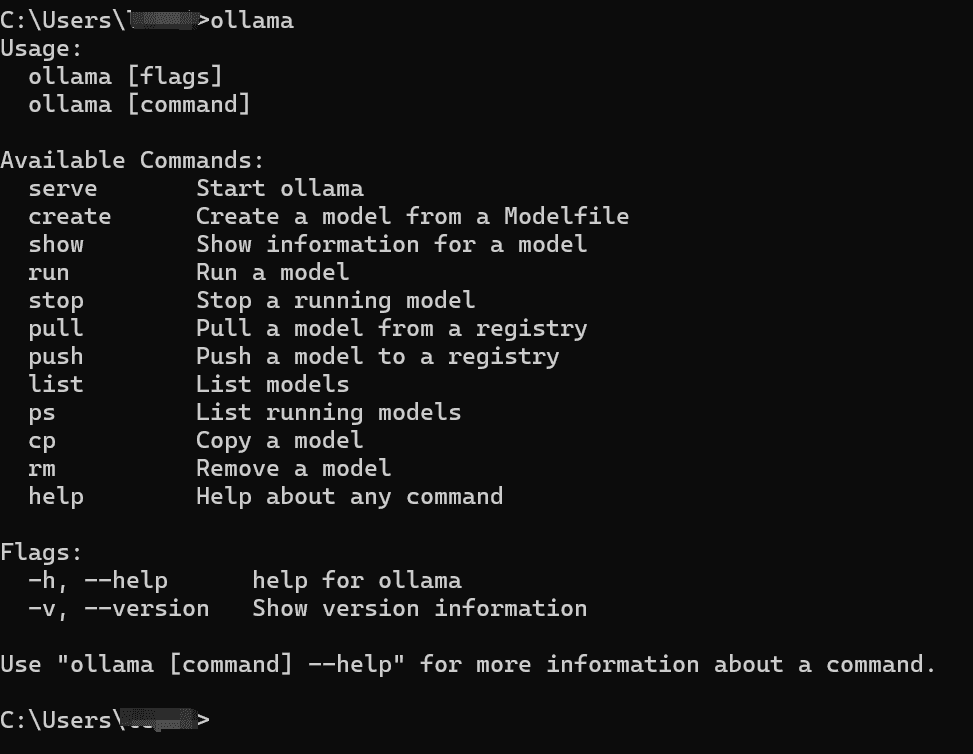 C:\Users\>ollama
Usage:
  ollama [flags]
  ollama [command]

Available Commands:
  serve       Start ollama
  create      Create a model from a Modelfile
  show        Show information for a model
  run         Run a model
  stop        Stop a running model
  pull        Pull a model from a registry
  push        Push a model to a registry
  list        List models
  ps          List running models
  cp          Copy a model
  rm          Remove a model
  help        Help about any command

Flags:
  -h, --help      help for ollama
  -v, --version   Show version information

Use "ollama [command] --help" for more information about a command.

C:\Users\>